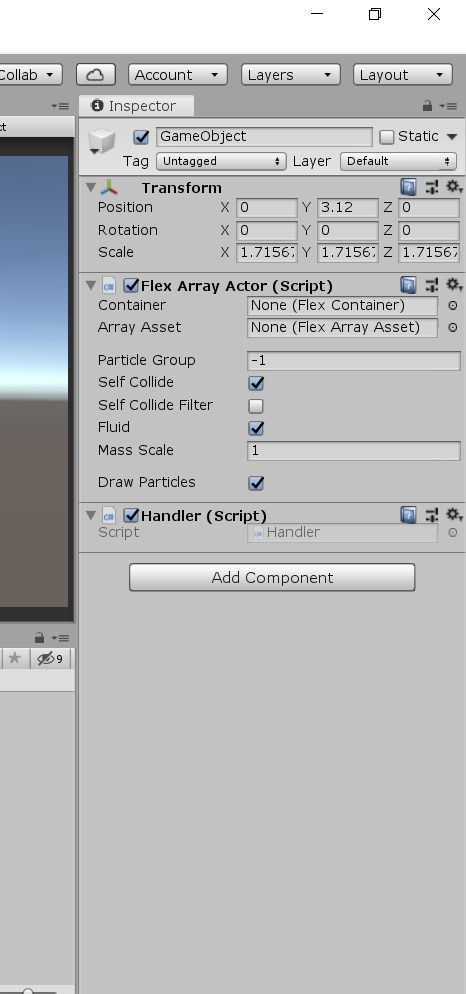 Collab Account Layers Layout
ct Inspector
GameObject Static
Tag Untagged Layer Default
Transform
Position X 0 Y 3.12 Z 0
Rotation X 0 Y 0 Z 0
Scale X 1.71567 Y 1.71567 Z 1.71567
Flex Array Actor (Script)
Container None (Flex Container)
Array Asset None (Flex Array Asset)
Particle Group -1
Self Collide
Self Collide Filter
Fluid
Mass Scale 1
Draw Particles
Handler (Script)
Script Handler
Add Component
9